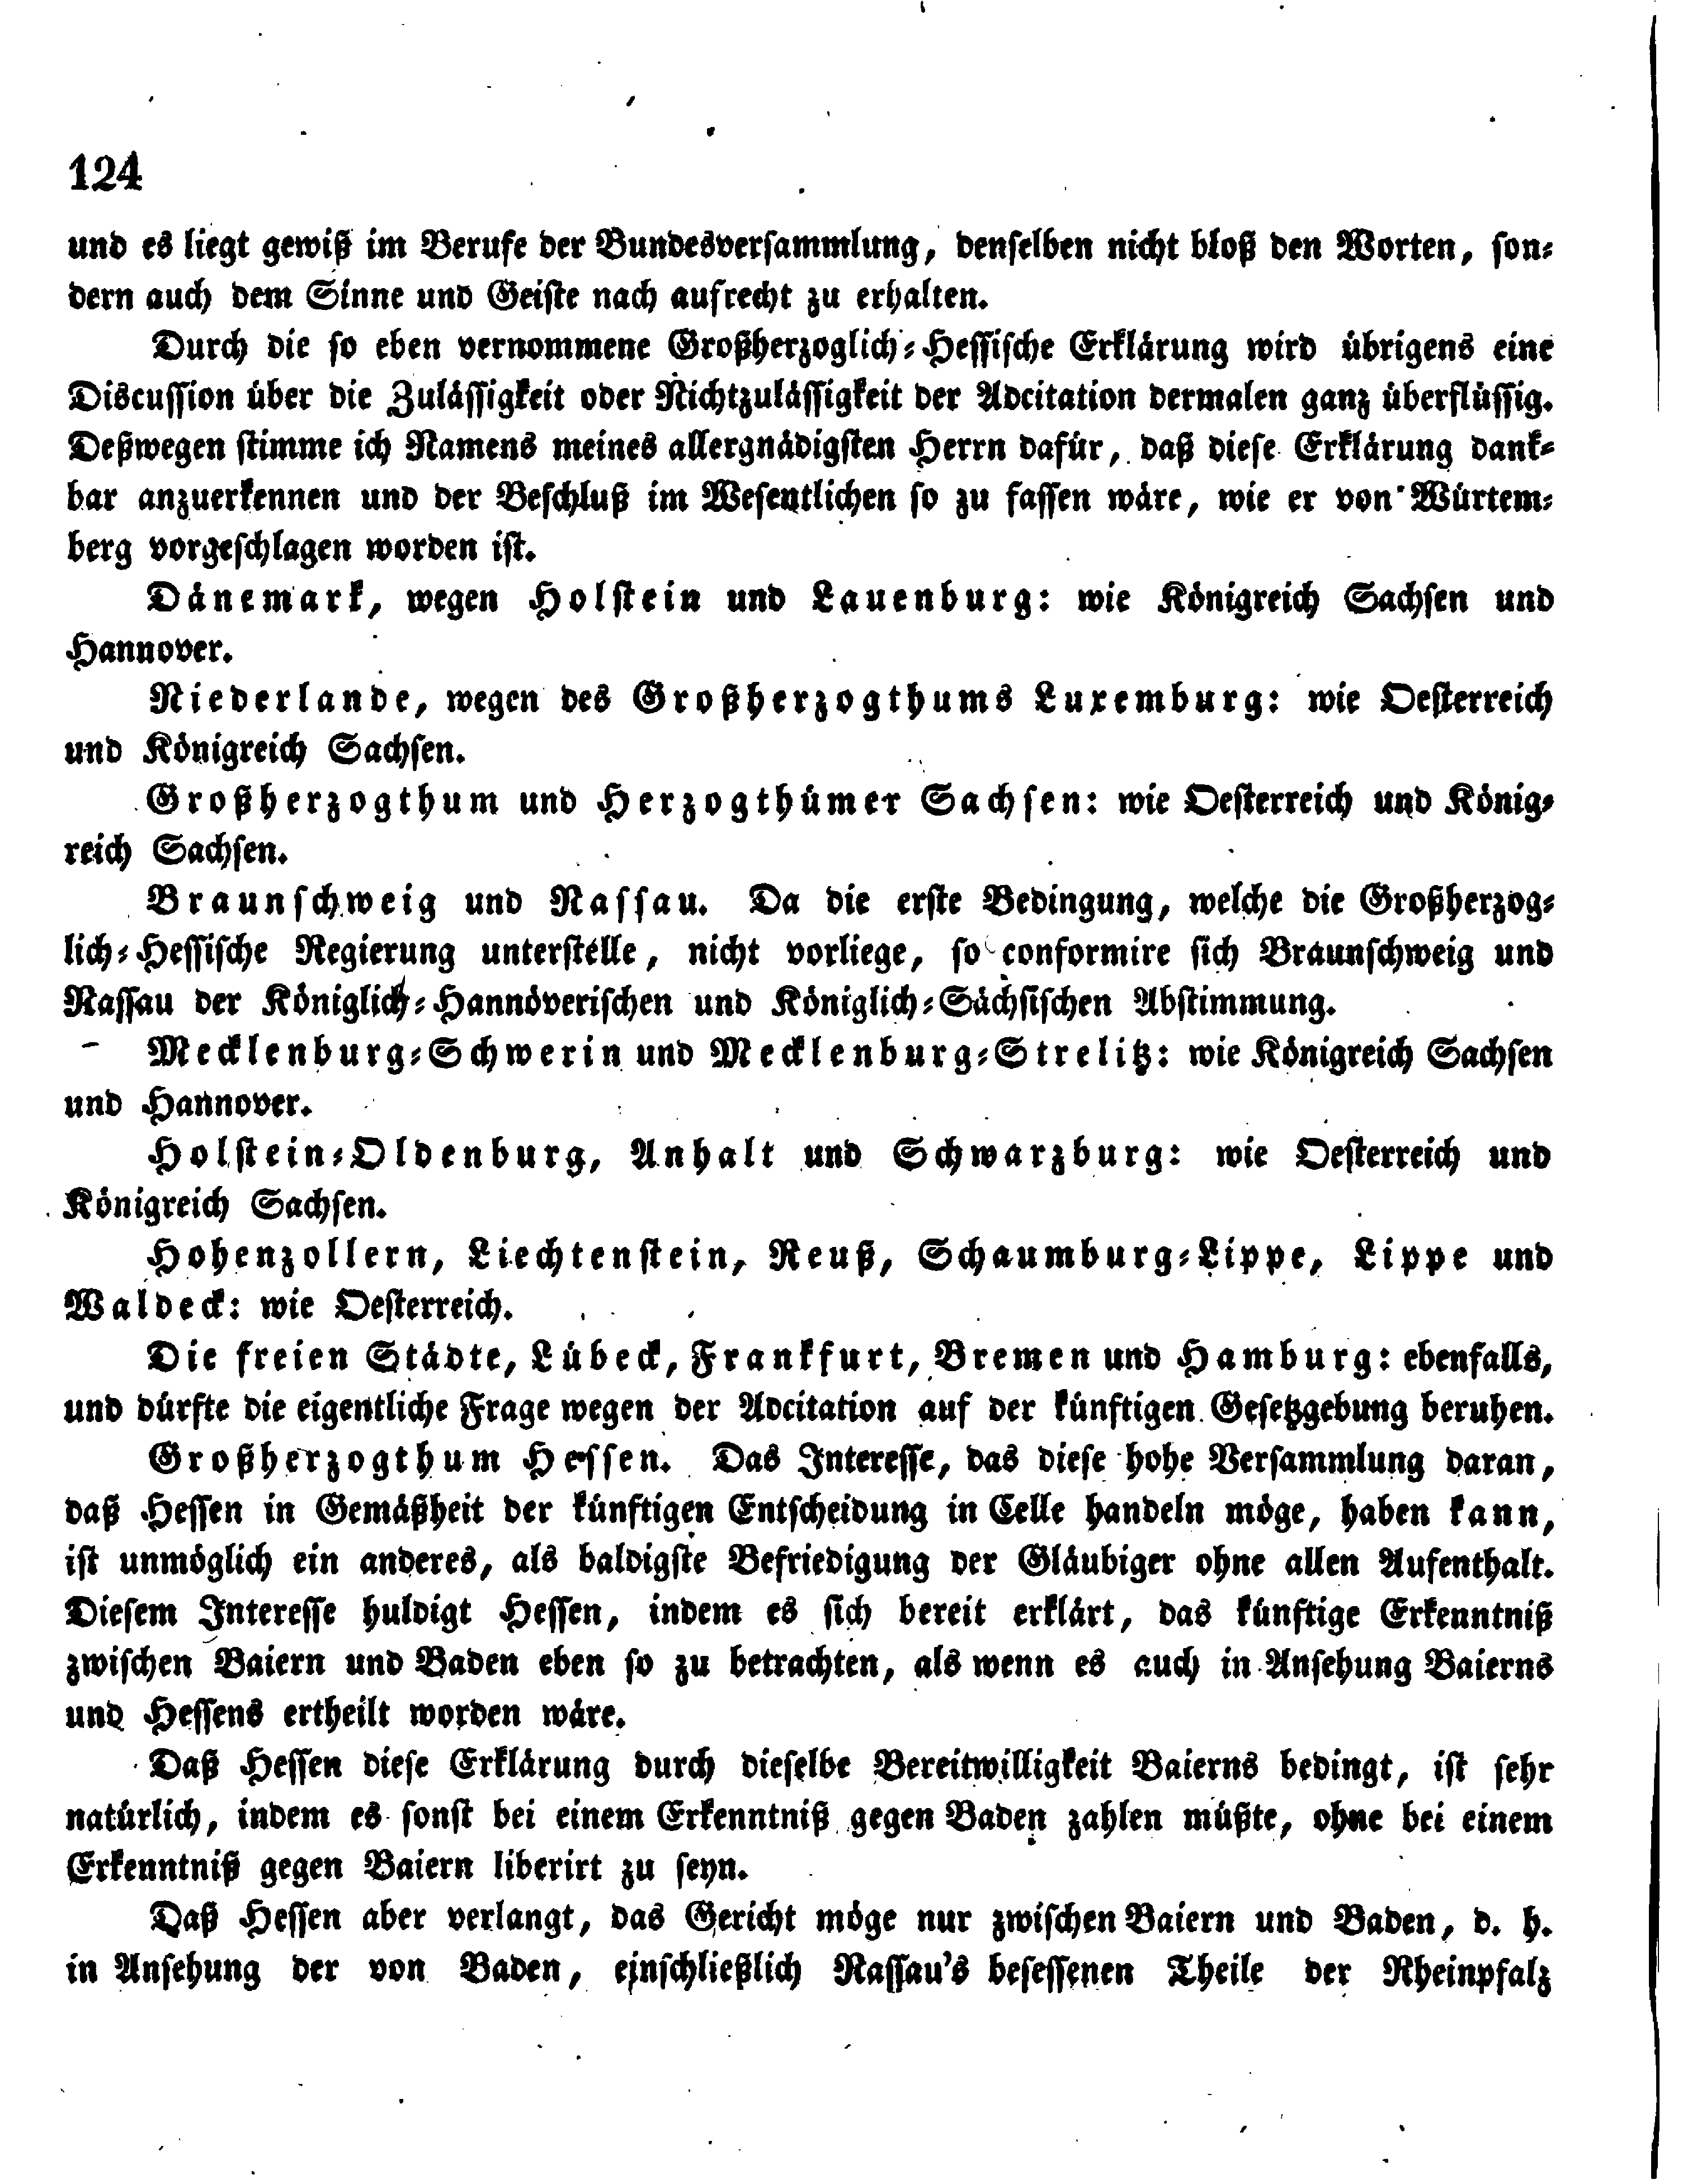 124
und es liegt gewiß im Berufe der Bundesversammlung, denselben nicht bloß den Worten, son-
dern auch dem Sinne und Geiste nach aufrecht zu erhalten.
Durch die so eben vernommene Großherzoglich-Hessische Erklärung wird übrigens eine
Discussion über die Zulässigkeit oder Nichtzulässigkeit der Adcitation dermalen ganz überflüssig.
Deßwegen stimme ich Namens meines allergnädigsten Herrn dafür, daß diese Erklärung dank-
bar anzuerkennen und der Beschluß im Wesentlichen so zu fassen wäre, wie er von Würtem-
berg vorgeschlagen worden ist.
Dänemark, wegen Holstein und Lauenburg: wie Königreich Sachsen und
Hannover.
Niederlande, wegen des Großherzogthums Luxemburg: wie Oesterreich
und Königreich Sachsen.
Großherzogthum und Herzogthümer Sachsen: wie Oesterreich und König-
reich Sachsen.
Braunschweig und Nassau. Da die erste Bedingung, welche die Großherzog-
lich-Hessische Regierung unterstelle, nicht vorliege, so conformire sich Braunschweig und
Nassau der Königlich-Hannöverischen und Königlich-Sächsischen Abstimmung.
Mecklenburg-Schwerin und Mecklenburg-Strelitz: wie Königreich Sachsen
und Hannover.
Holstein-Oldenburg, Anhalt und Schwarzburg: wie Oesterreich und
Königreich Sachsen.
Hohenzollern, Liechtenstein, Reuß, Schaumburg-Lippe, Lippe und
Waldeck: wie Oesterreich.
Die freien Städte, Lübeck, Frankfurt, Bremen und Hamburg: ebenfalls,
und dürfte die eigentliche Frage wegen der Adcitation auf der künftigen Gesetzgebung beruhen.
Großherzogthum Hessen. Das Interesse, das diese hohe Versammlung daran,
daß Hessen in Gemäßheit der künftigen Entscheidung in Celle handeln möge, haben kann,
ist unmöglich ein anderes, als baldigste Befriedigung der Gläubiger ohne allen Aufenthalt.
Diesem Interesse huldigt Hessen, indem es sich bereit erklärt, das künftige Erkenntniß
zwischen Baiern und Baden eben so zu betrachten, als wenn es auch in Ansehung Baierns
und Hessens ertheilt worden wäre.
Daß Hessen diese Erklärung durch dieselbe Bereitwilligkeit Baierns bedingt, ist sehr
natürlich, indem es sonst bei einem Erkenntniß gegen Baden zahlen müßte, ohne bei einem
Erkenntniß gegen Baiern liberirt zu seyn.
Daß Hessen aber verlangt, das Gericht möge nur zwischen Baiern und Baden, d. h.
in Ansehung der von Baden, einschließlich Nassau's besessenen Theile der Rheinpfalz